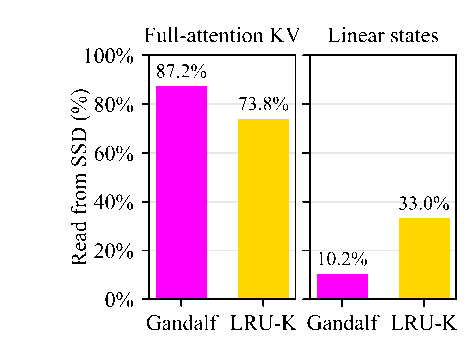 Full-attention KV
Linear states
Read from SSD (%)
100%
80%
60%
40%
20%
0%
87.2%
73.8%
10.2%
33.0%
Gandalf
LRU-K
Gandalf
LRU-K